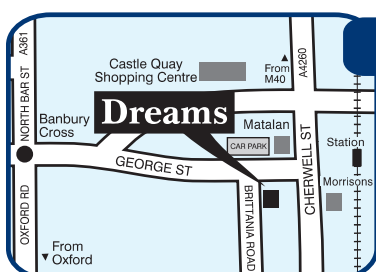 A361
NORTH BAR ST
OXFORD RD
Castle Quay
Shopping Centre
From
M40
A4260
Dreams
Banbury
Cross
Matalan
CAR PARK
Station
GEORGE ST
BRITTANIA ROAD
CHERWELL ST
Morrisons
From
Oxford